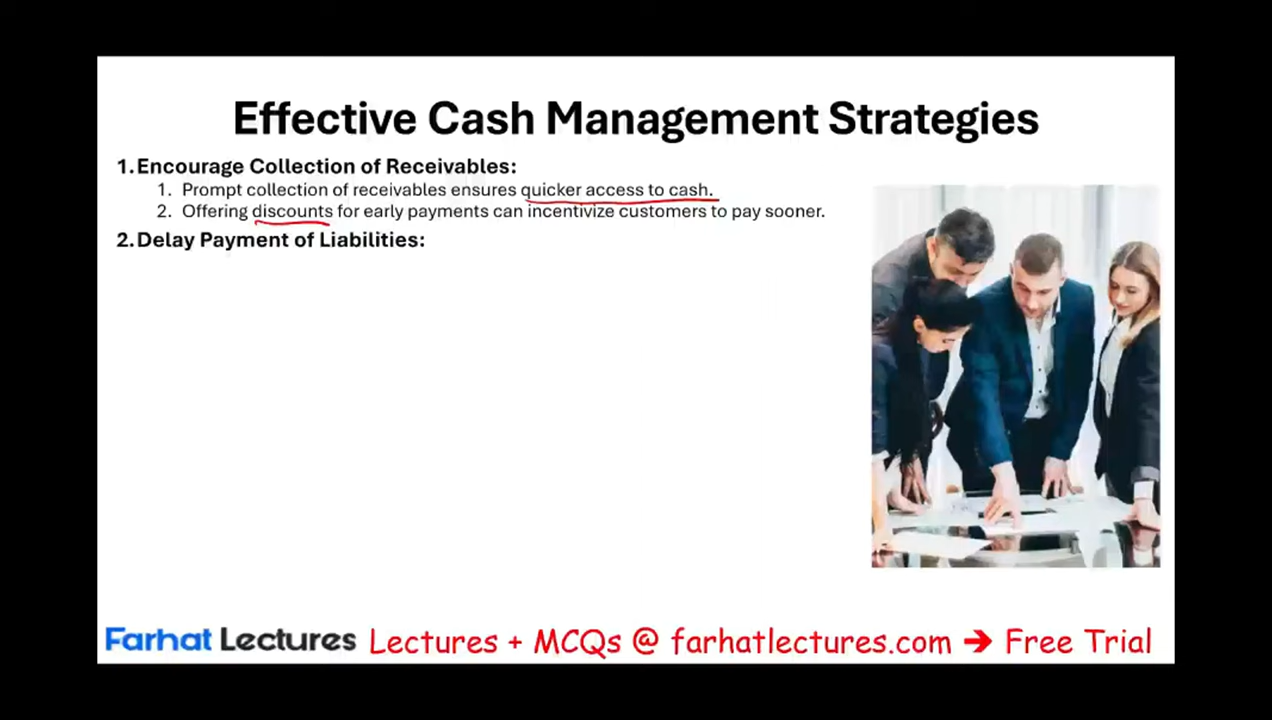 Effective Cash Management Strategies
1. Encourage Collection of Receivables:
1. Prompt collection of receivables ensures quicker access to cash.
2. Offering discounts for early payments can incentivize customers to pay sooner.
2. Delay Payment of Liabilities:
Farhat Lectures Lectures + MCQs @ farhatlectures.com → Free Trial